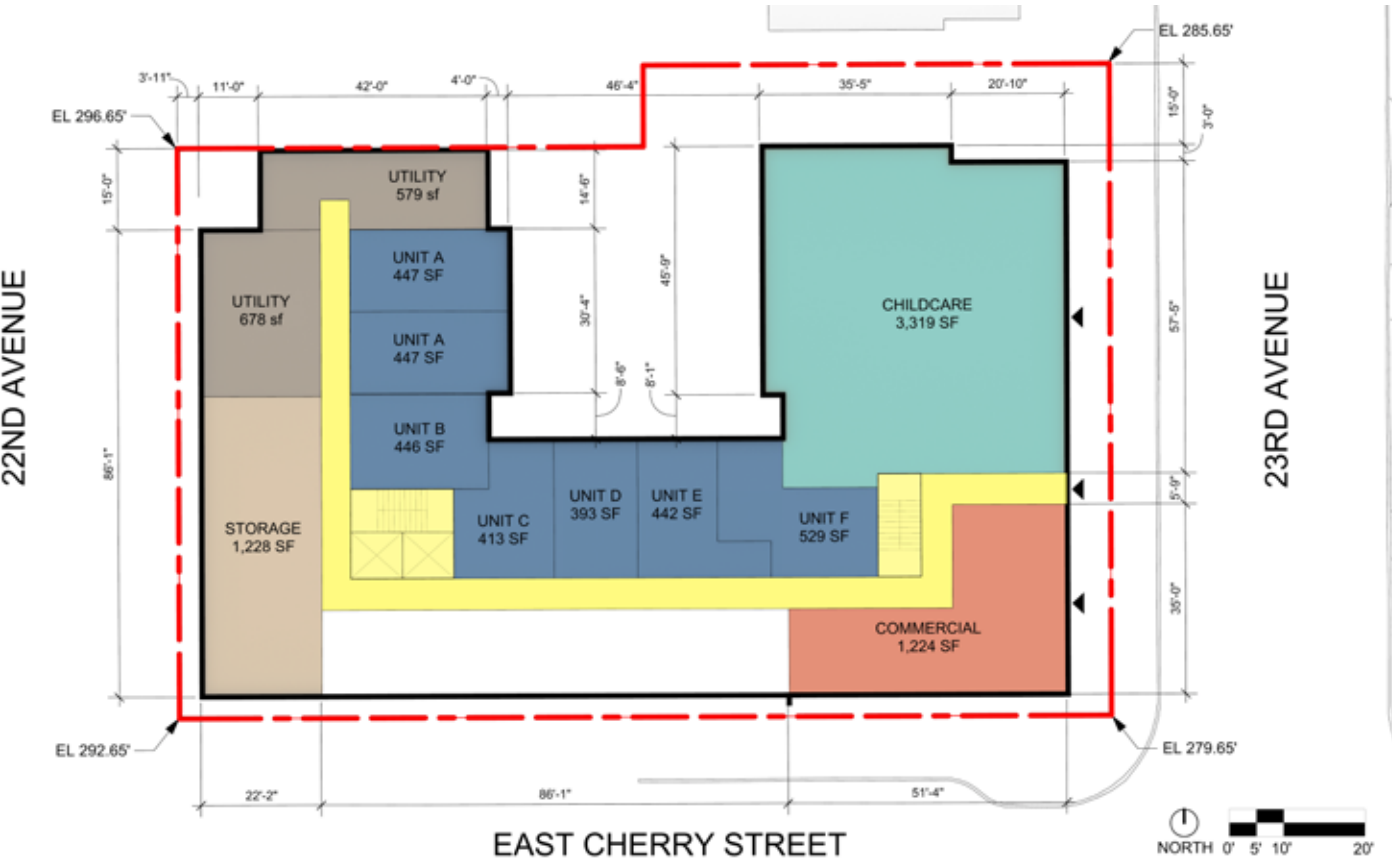 EL 285.65'
3'-11"
11'-0"
42'-0"
4'-0"
46'-4"
35'-5"
20'-10"
15'-0"
3'-0"
EL 296.65'
15'-0"
UTILITY
579 sf
14'-6"
UNIT A
447 SF
45'-9"
30'-4"
UTILITY
678 sf
CHILDCARE
3,319 SF
57'-5"
22ND AVENUE
23RD AVENUE
UNIT A
447 SF
8'-6"
8'-1"
UNIT B
446 SF
86'-1"
5'-9"
STORAGE
1,228 SF
UNIT C
413 SF
UNIT D
393 SF
UNIT E
442 SF
UNIT F
529 SF
35'-0"
COMMERCIAL
1,224 SF
EL 292.65'
EL 279.65'
22'-2"
86'-1"
51'-4"
EAST CHERRY STREET
NORTH 0' 5' 10' 20'